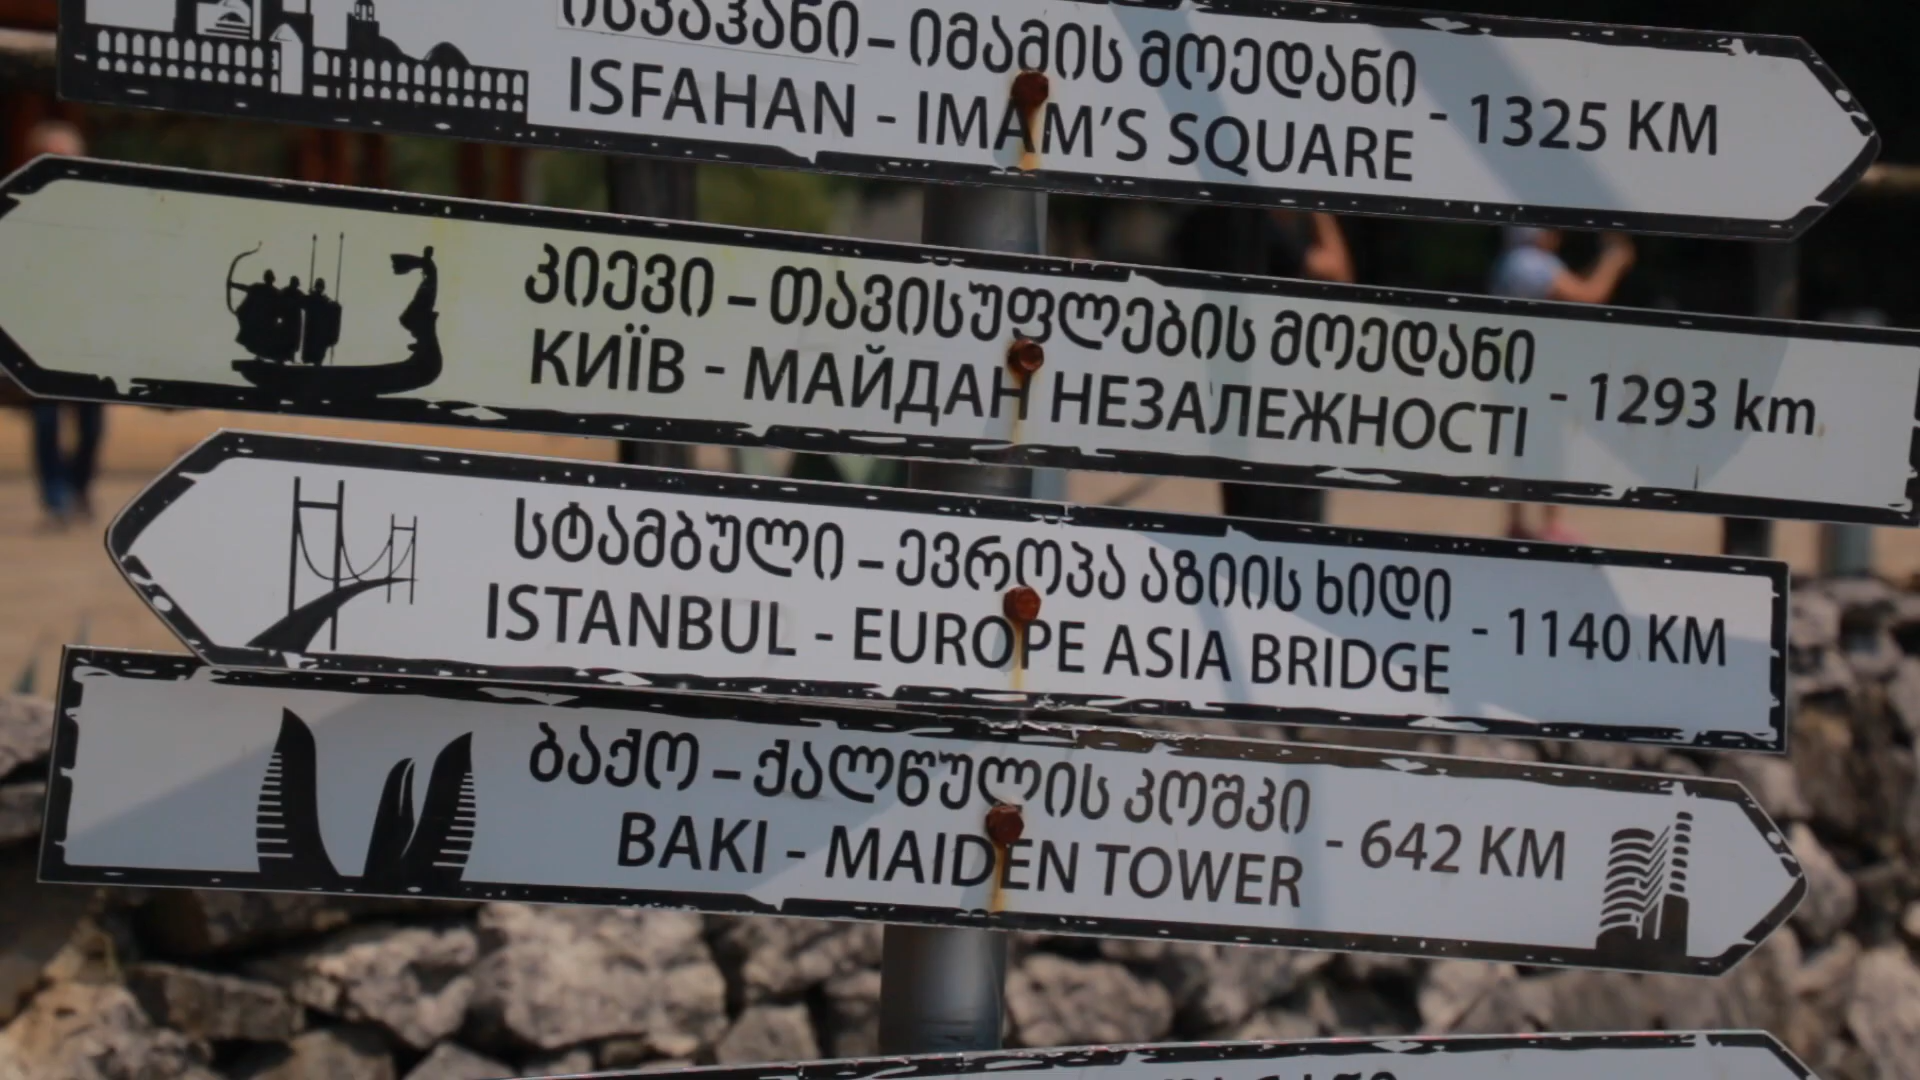 ისპაჰანი – იმამის მოედანი
ISFAHAN - IMAM'S SQUARE - 1325 KM
კიევი – თავისუფლების მოედანი
КИЇВ - МАЙДАН НЕЗАЛЕЖНОСТІ - 1293 km
სტამბული – ევროპა აზიის ხიდი
ISTANBUL - EUROPE ASIA BRIDGE - 1140 KM
ბაქო – ქალწულის კოშკი
BAKI - MAIDEN TOWER - 642 KM